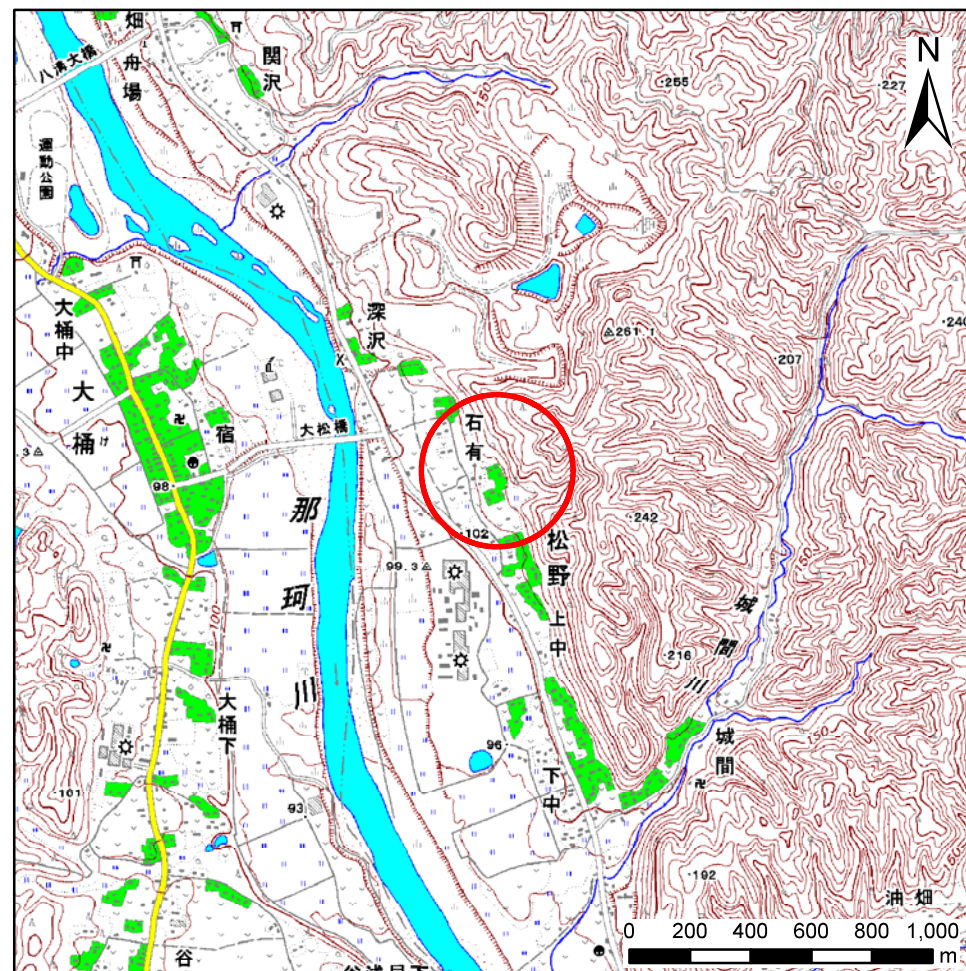 畑
舟場
八溝大橋
関沢
255
227
N
150
運動公園
大桶中
大桶
け
深沢
261.1
240
207
石有
宿
大松橋
98
那珂川
102
99.3
242
松野
上中
城間川
150
100
216
大桶下
城間
150
96
下中
101
93
192
油畑
谷
0 200 400 600 800 1,000
m